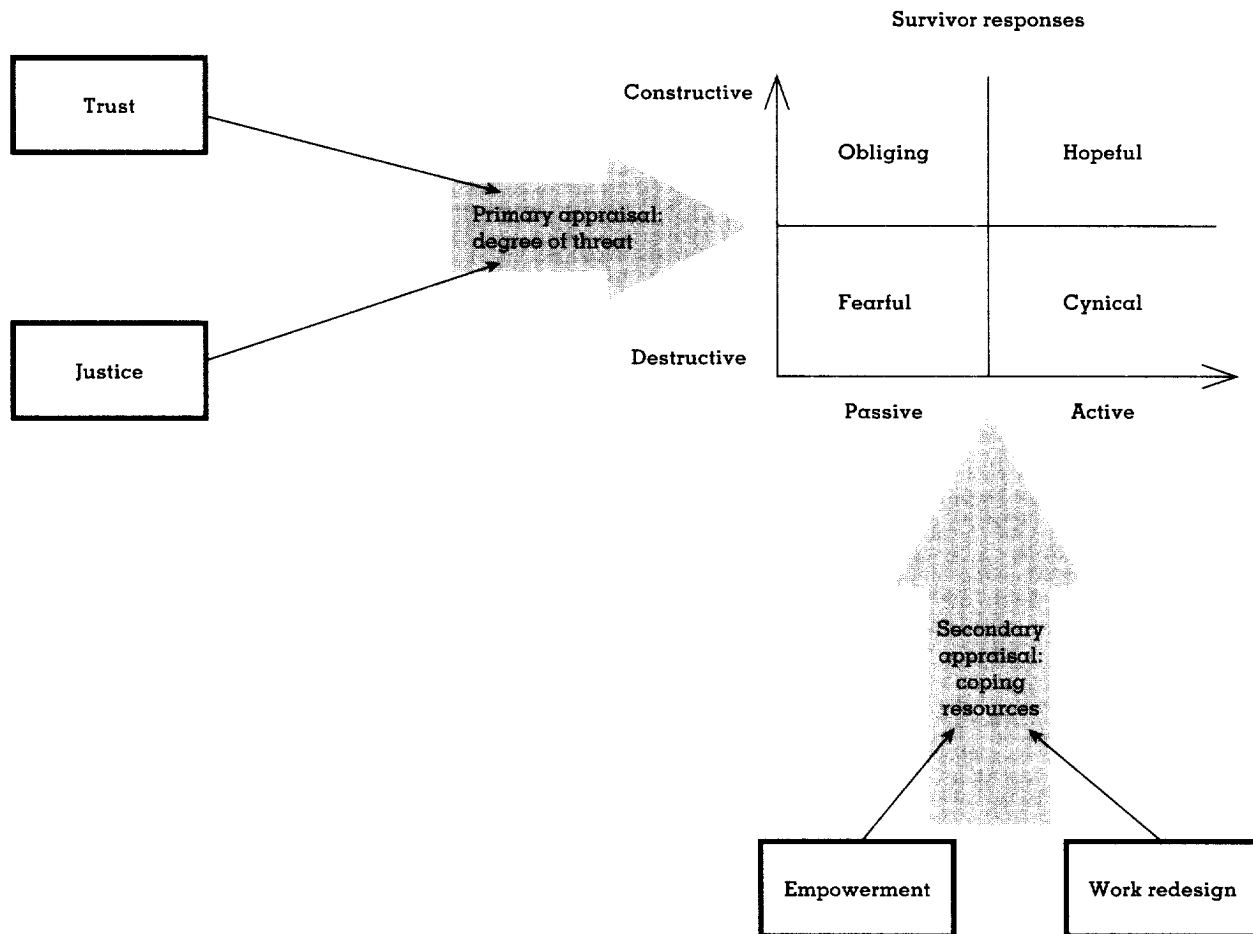 Survivor responses
Trust
Constructive
Obliging
Hopeful
Primary appraisal:
degree of threat
Fearful
Cynical
Justice
Destructive
Passive
Active
Secondary
appraisal:
coping
resources
Empowerment
Work redesign